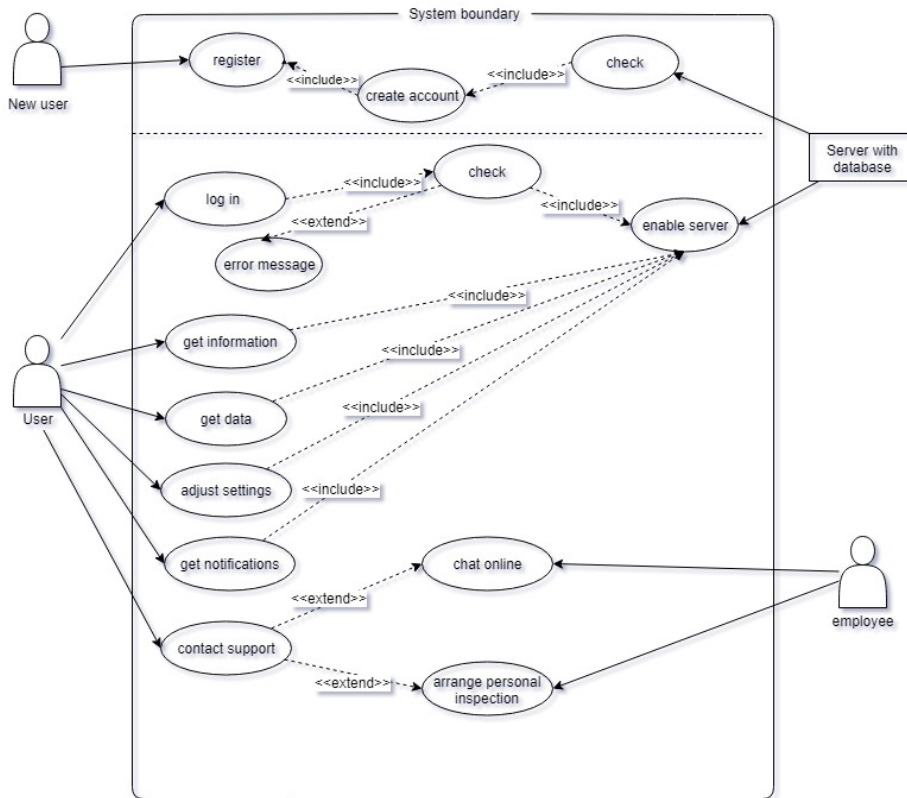 System boundary
New user
register
<<include>>
create account
<<include>>
check
Server with
database
log in
<<include>>
check
<<include>>
<<extend>>
enable server
error message
<<include>>
get information
<<include>>
User
get data
<<include>>
adjust settings
<<include>>
get notifications
chat online
<<extend>>
employee
contact support
<<extend>>
arrange personal
inspection